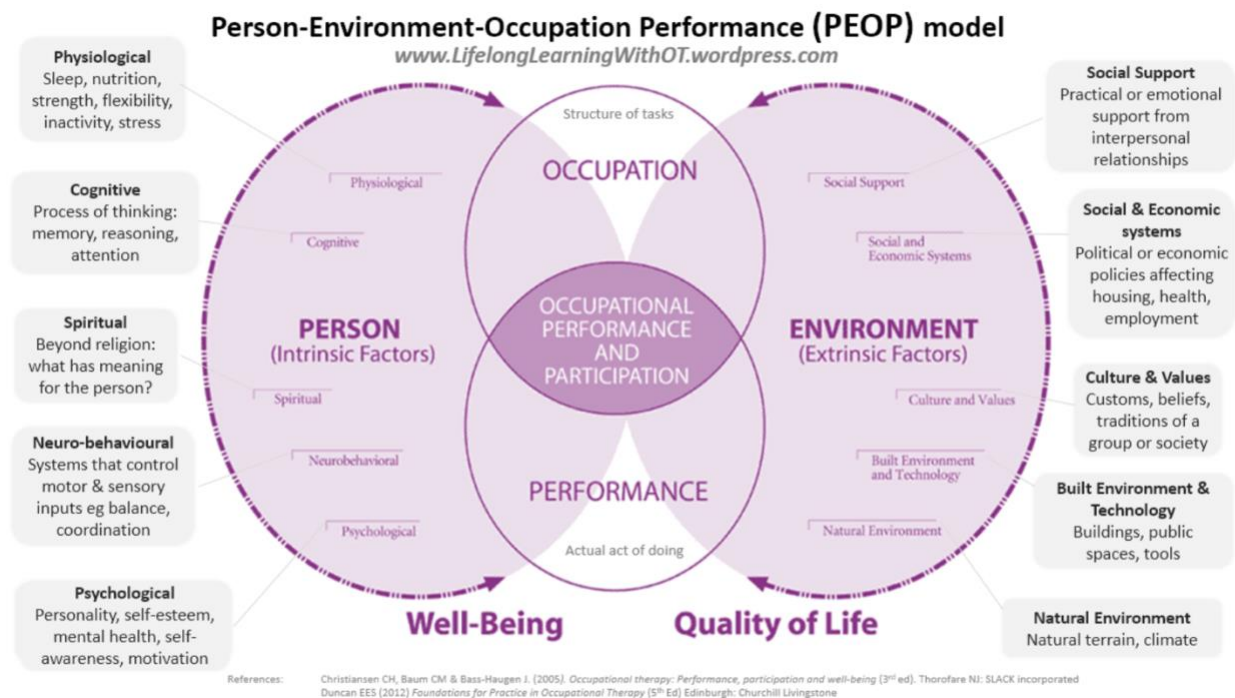 Person-Environment-Occupation Performance (PEOP) model
www.LifelongLearningWithOT.wordpress.com
Physiological
Sleep, nutrition,
strength, flexibility,
inactivity, stress
Cognitive
Process of thinking:
memory, reasoning,
attention
Spiritual
Beyond religion:
what has meaning
for the person?
Neuro-behavioural
Systems that control
motor & sensory
inputs eg balance,
coordination
Psychological
Personality, self-esteem,
mental health, self-
awareness, motivation
Physiological
Cognitive
PERSON
(Intrinsic Factors)
Spiritual
Neurobehavioral
Psychological
Structure of tasks
OCCUPATION
OCCUPATIONAL
PERFORMANCE
AND
PARTICIPATION
PERFORMANCE
Actual act of doing
Social Support
Social and
Economic Systems
ENVIRONMENT
(Extrinsic Factors)
Culture and Values
Built Environment
and Technology
Natural Environment
Social Support
Practical or emotional
support from
interpersonal
relationships
Social & Economic
systems
Political or economic
policies affecting
housing, health,
employment
Culture & Values
Customs, beliefs,
traditions of a
group or society
Built Environment &
Technology
Buildings, public
spaces, tools
Natural Environment
Natural terrain, climate
Well-Being
Quality of Life
References: Christiansen CH, Baum CM & Bass-Haugen J. (2005). Occupational therapy: Performance, participation and well-being (3rd ed). Thorofare NJ: SLACK incorporated
Duncan EES (2012) Foundations for Practice in Occupational Therapy (5th Ed) Edinburgh: Churchill Livingstone